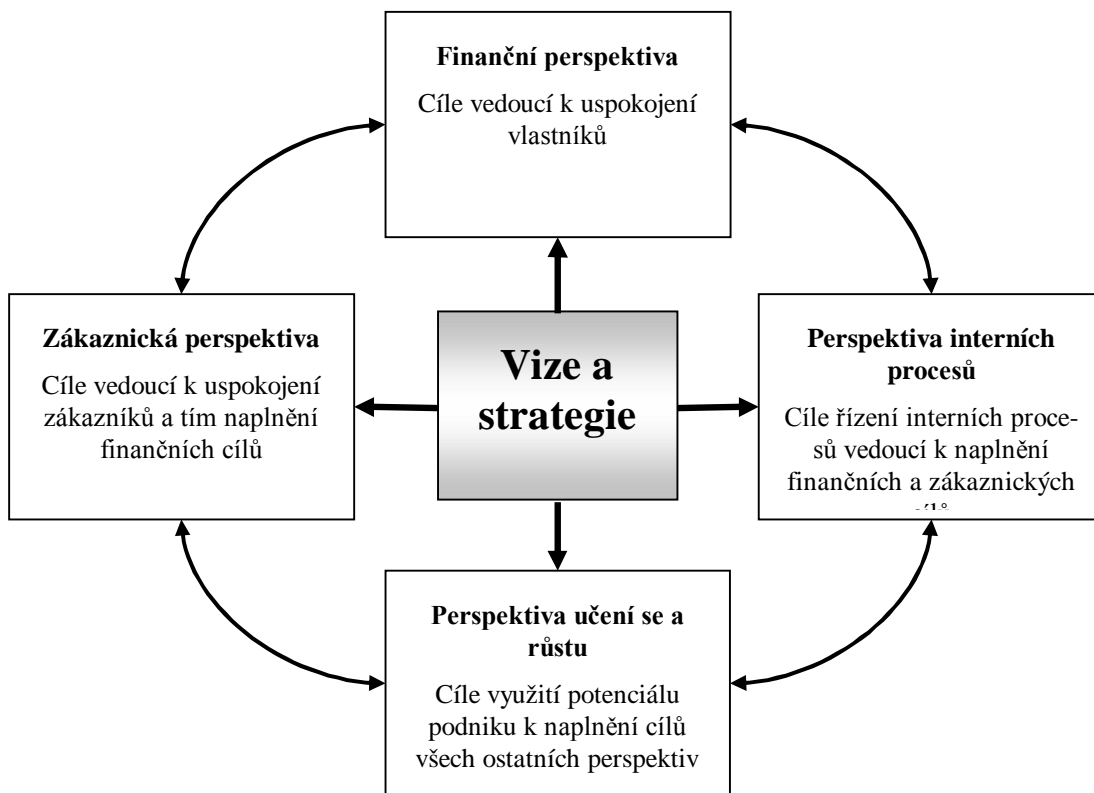 Finanční perspektiva
Cíle vedoucí k uspokojení
vlastníků
Zákaznická perspektiva
Cíle vedoucí k uspokojení
zákazníků a tím naplnění
finančních cílů
Vize a
strategie
Perspektiva interních
procesů
Cíle řízení interních proce-
sů vedoucí k naplnění
finančních a zákaznických
Perspektiva učení se a
růstu
Cíle využití potenciálu
podniku k naplnění cílů
všech ostatních perspektiv